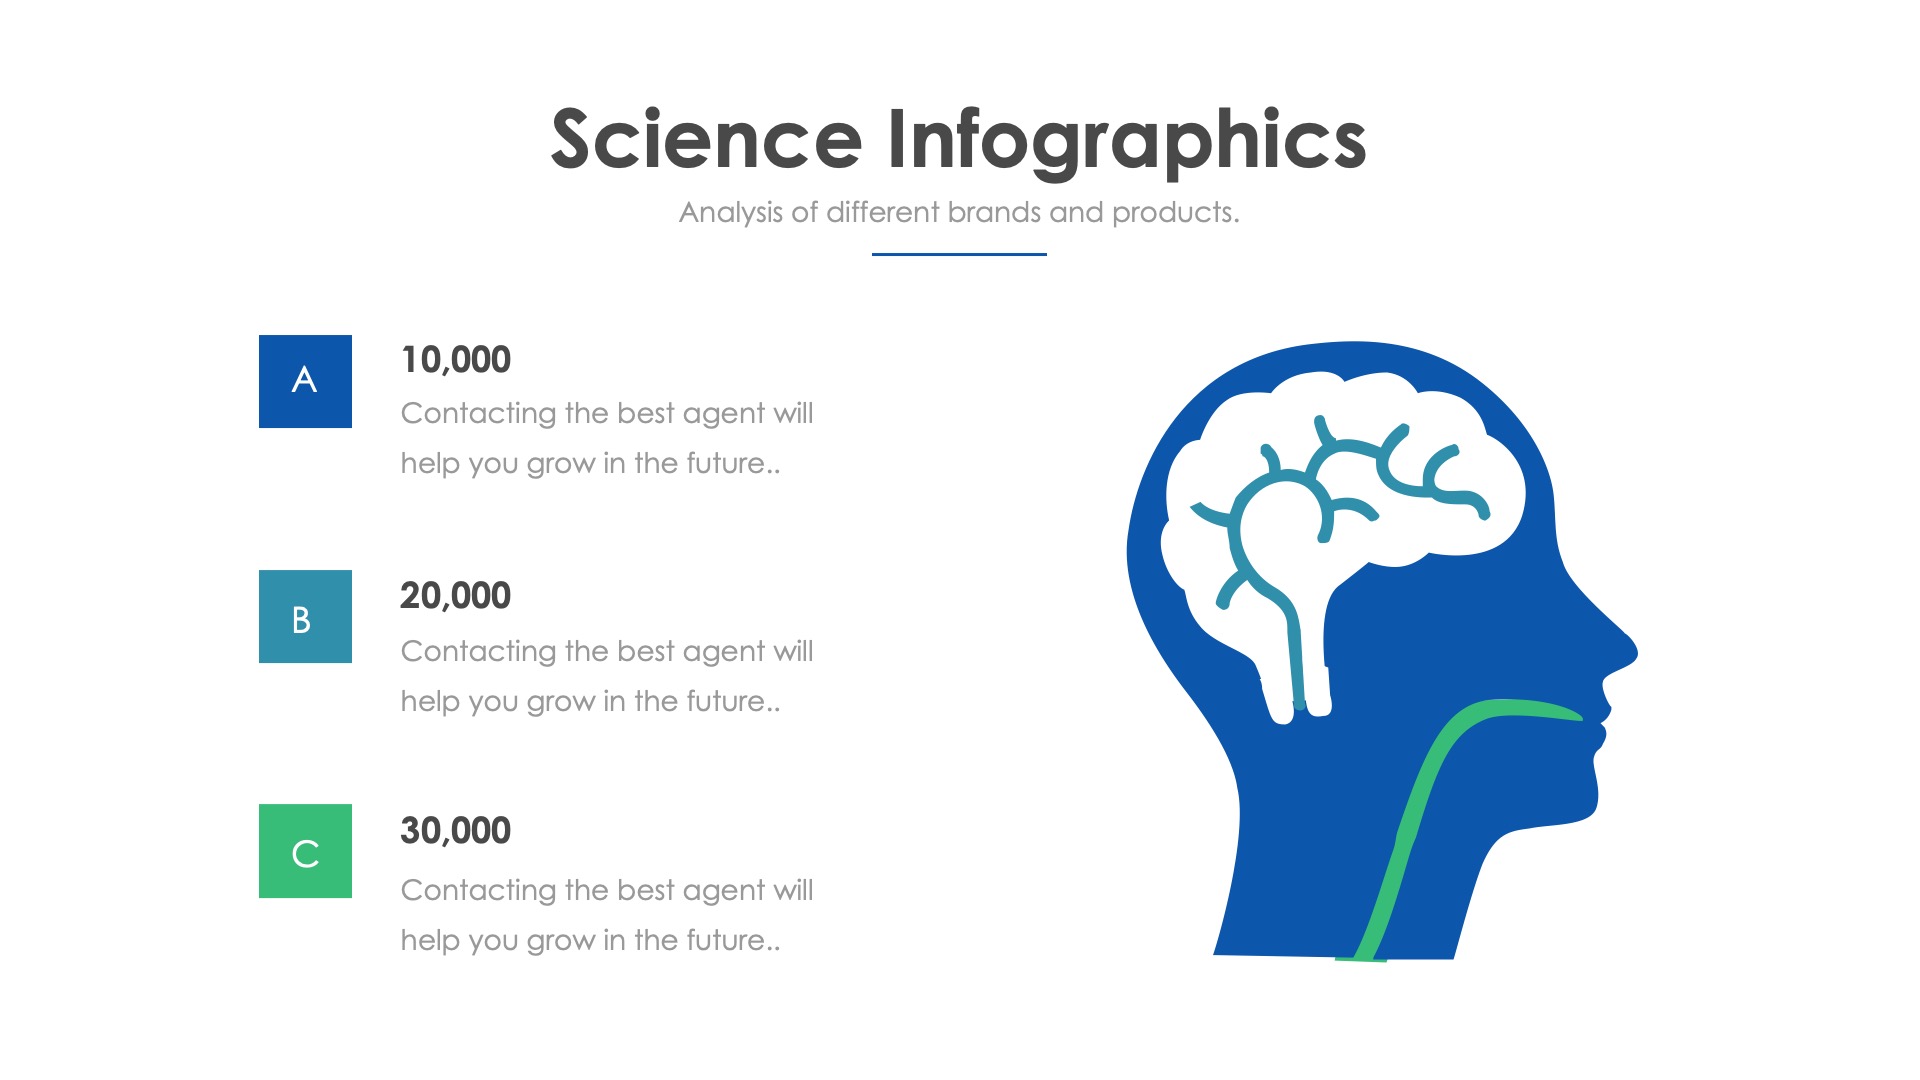 Science Infographics
Analysis of different brands and products.
A
10,000
Contacting the best agent will
help you grow in the future..
B
20,000
Contacting the best agent will
help you grow in the future..
C
30,000
Contacting the best agent will
help you grow in the future..